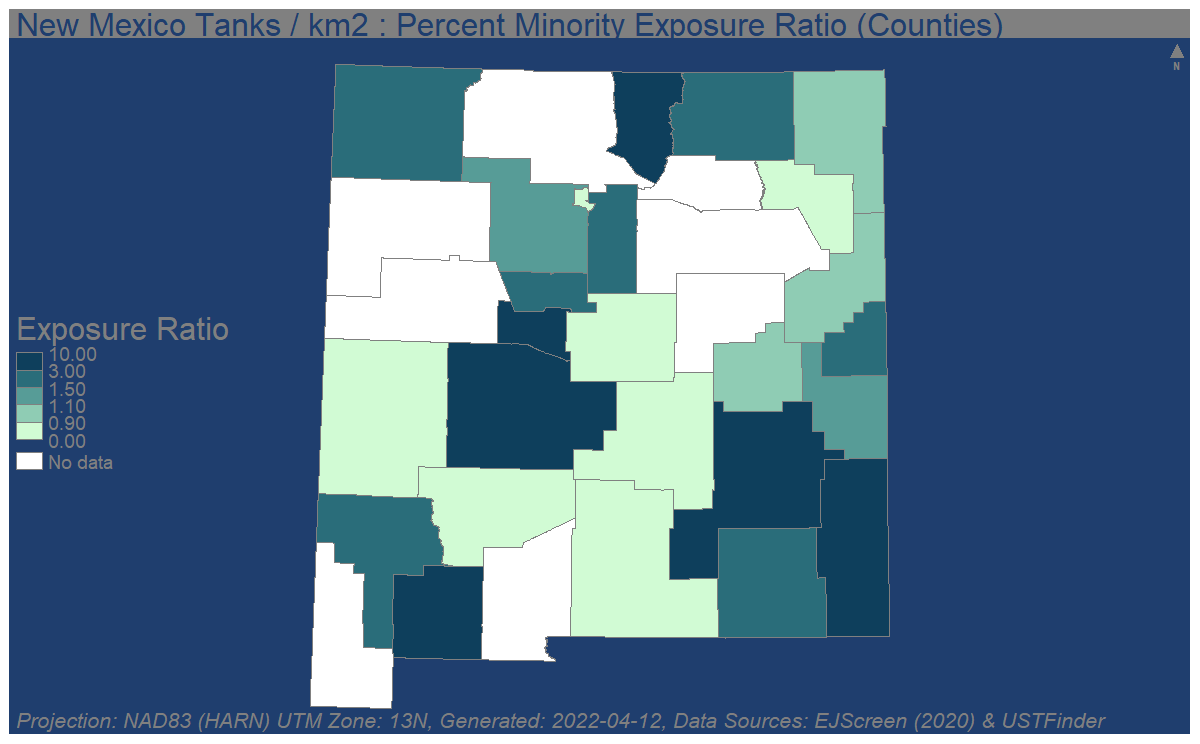 New Mexico Tanks / km2 : Percent Minority Exposure Ratio (Counties)
N
Exposure Ratio
10.00
3.00
1.50
1.10
0.90
0.00
No data
Projection: NAD83 (HARN) UTM Zone: 13N, Generated: 2022-04-12, Data Sources: EJScreen (2020) & USTFinder